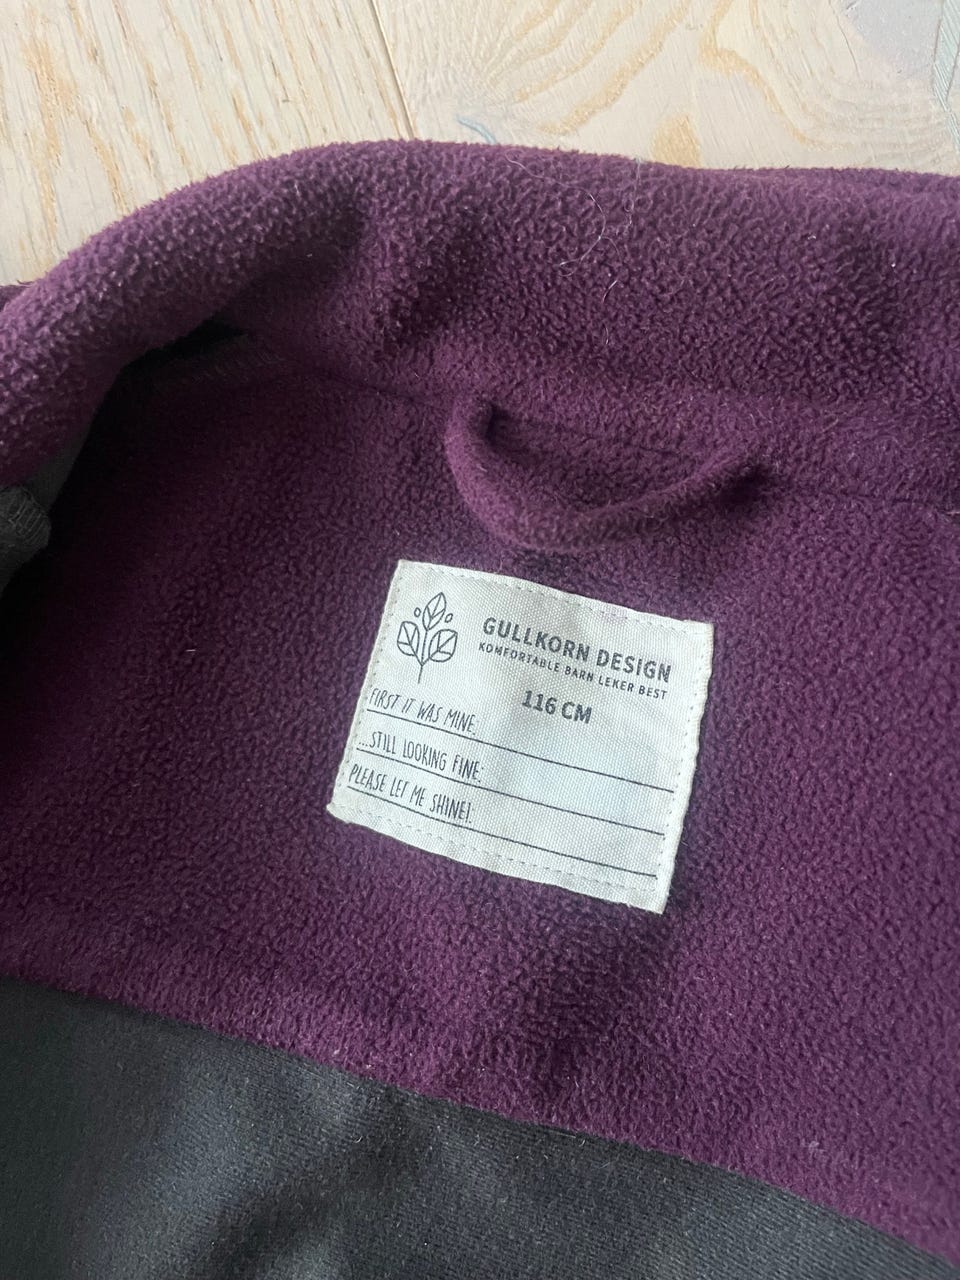 GULLKORN DESIGN
KOMFORTABLE BARN LEKER BEST
116 CM
FIRST IT WAS MINE:
...STILL LOOKING FINE:
PLEASE LET ME SHINE!: